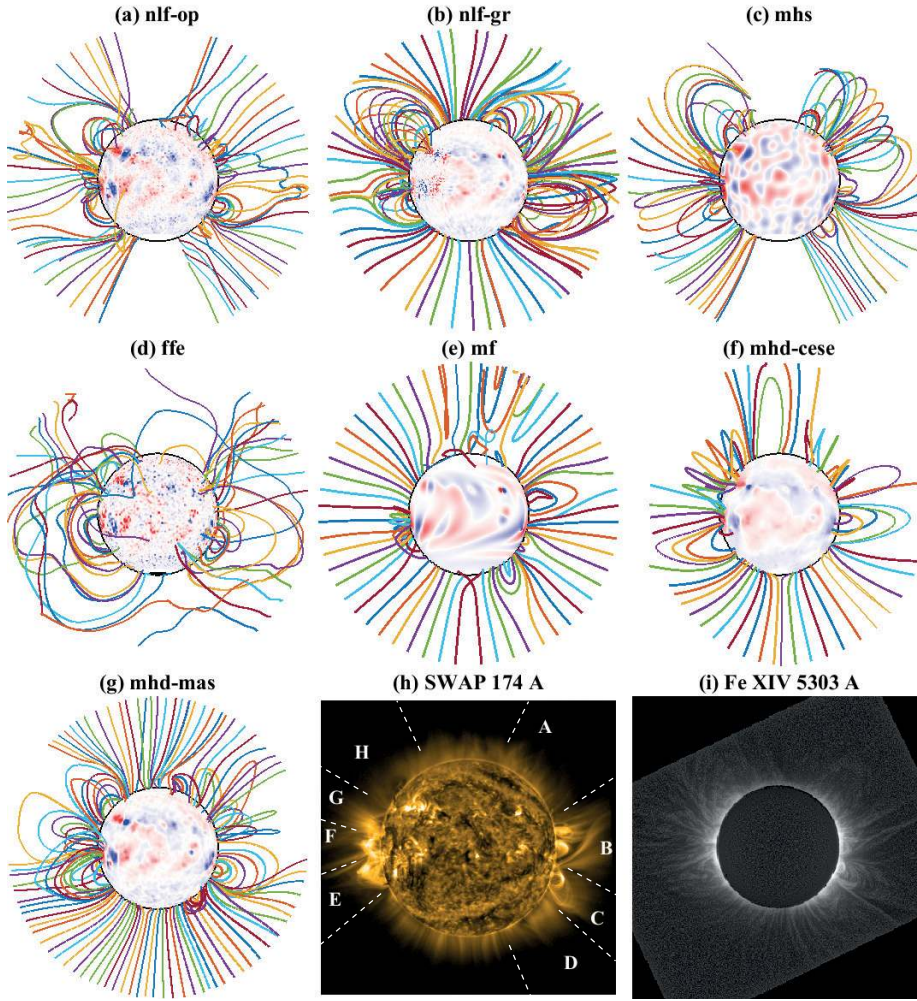 (a) nlf-op
(b) nlf-gr
(c) mhs
(d) ffe
(e) mf
(f) mhd-cese
(g) mhd-mas
(h) SWAP 174 A
(i) Fe XIV 5303 A
A
H
G
F
B
E
C
D